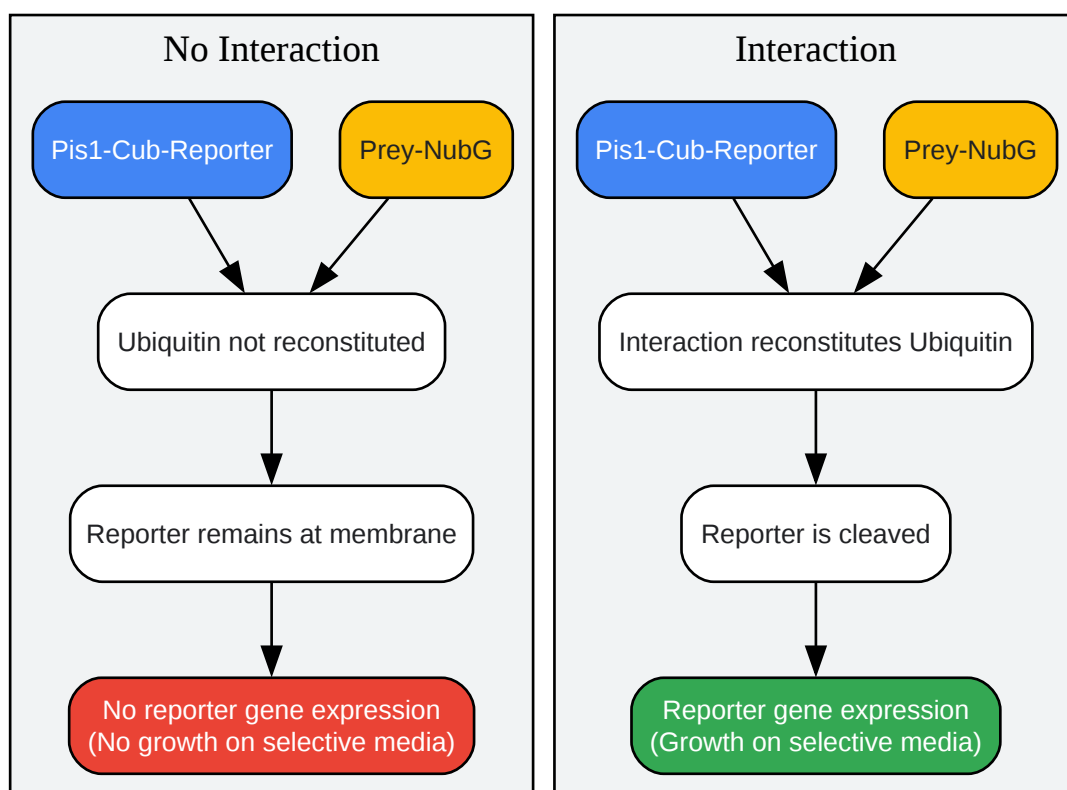 No Interaction
Pis1-Cub-Reporter
Prey-NubG
Ubiquitin not reconstituted
Reporter remains at membrane
No reporter gene expression
(No growth on selective media)
Interaction
Pis1-Cub-Reporter
Prey-NubG
Interaction reconstitutes Ubiquitin
Reporter is cleaved
Reporter gene expression
(Growth on selective media)